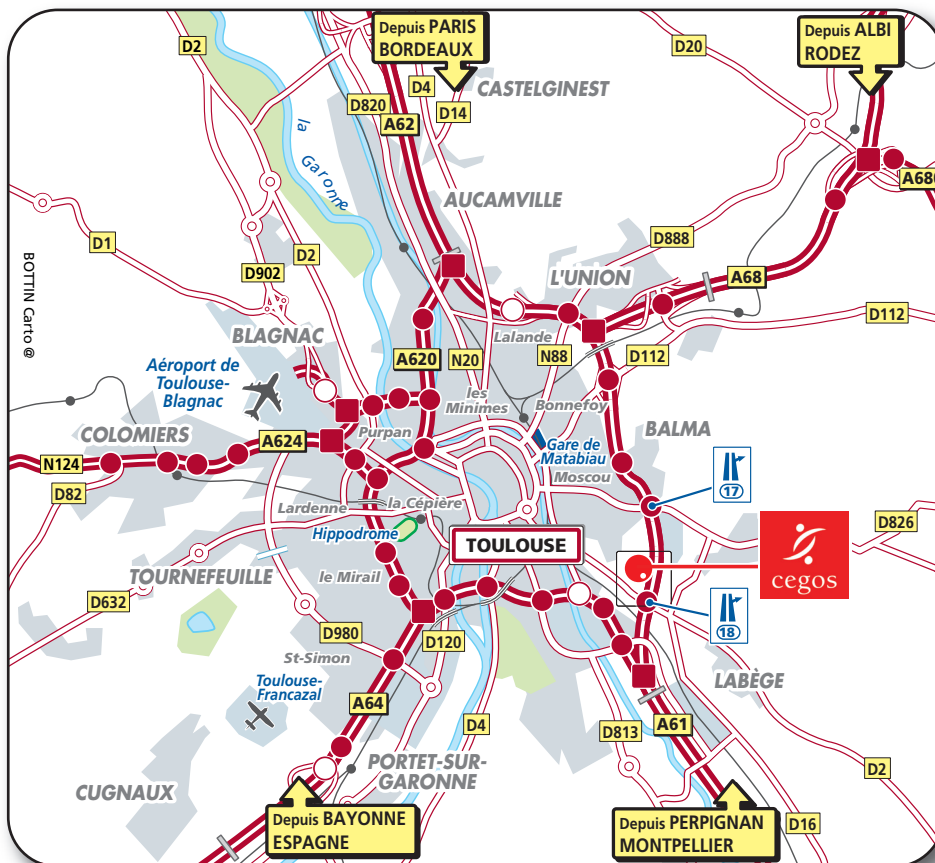 Depuis PARIS
BORDEAUX
Depuis ALBI
RODEZ
D2
D20
D4
CASTELGINEST
D820
D14
A62
la
Garonne
A680
AUCAMVILLE
D1
D2
D888
D902
L'UNION
A68
BOTTIN Carto @
BLAGNAC
Lalande
D112
A620
N20
N88
D112
Aéroport de
Toulouse-
Blagnac
les
Minimes
Bonnefoy
COLOMIERS
A624
Purpan
BALMA
Gare de
Matabiau
N124
Moscou
17
D82
la Cépière
Lardenne
D826
Hippodrome
TOULOUSE
cegos
TOURNEFEUILLE
le Mirail
D632
18
D980
D120
St-Simon
LABÈGE
Toulouse-
Francazal
A64
D4
A61
D813
PORTET-SUR-
GARONNE
D2
CUGNAUX
Depuis BAYONNE
ESPAGNE
Depuis PERPIGNAN
MONTPELLIER
D16